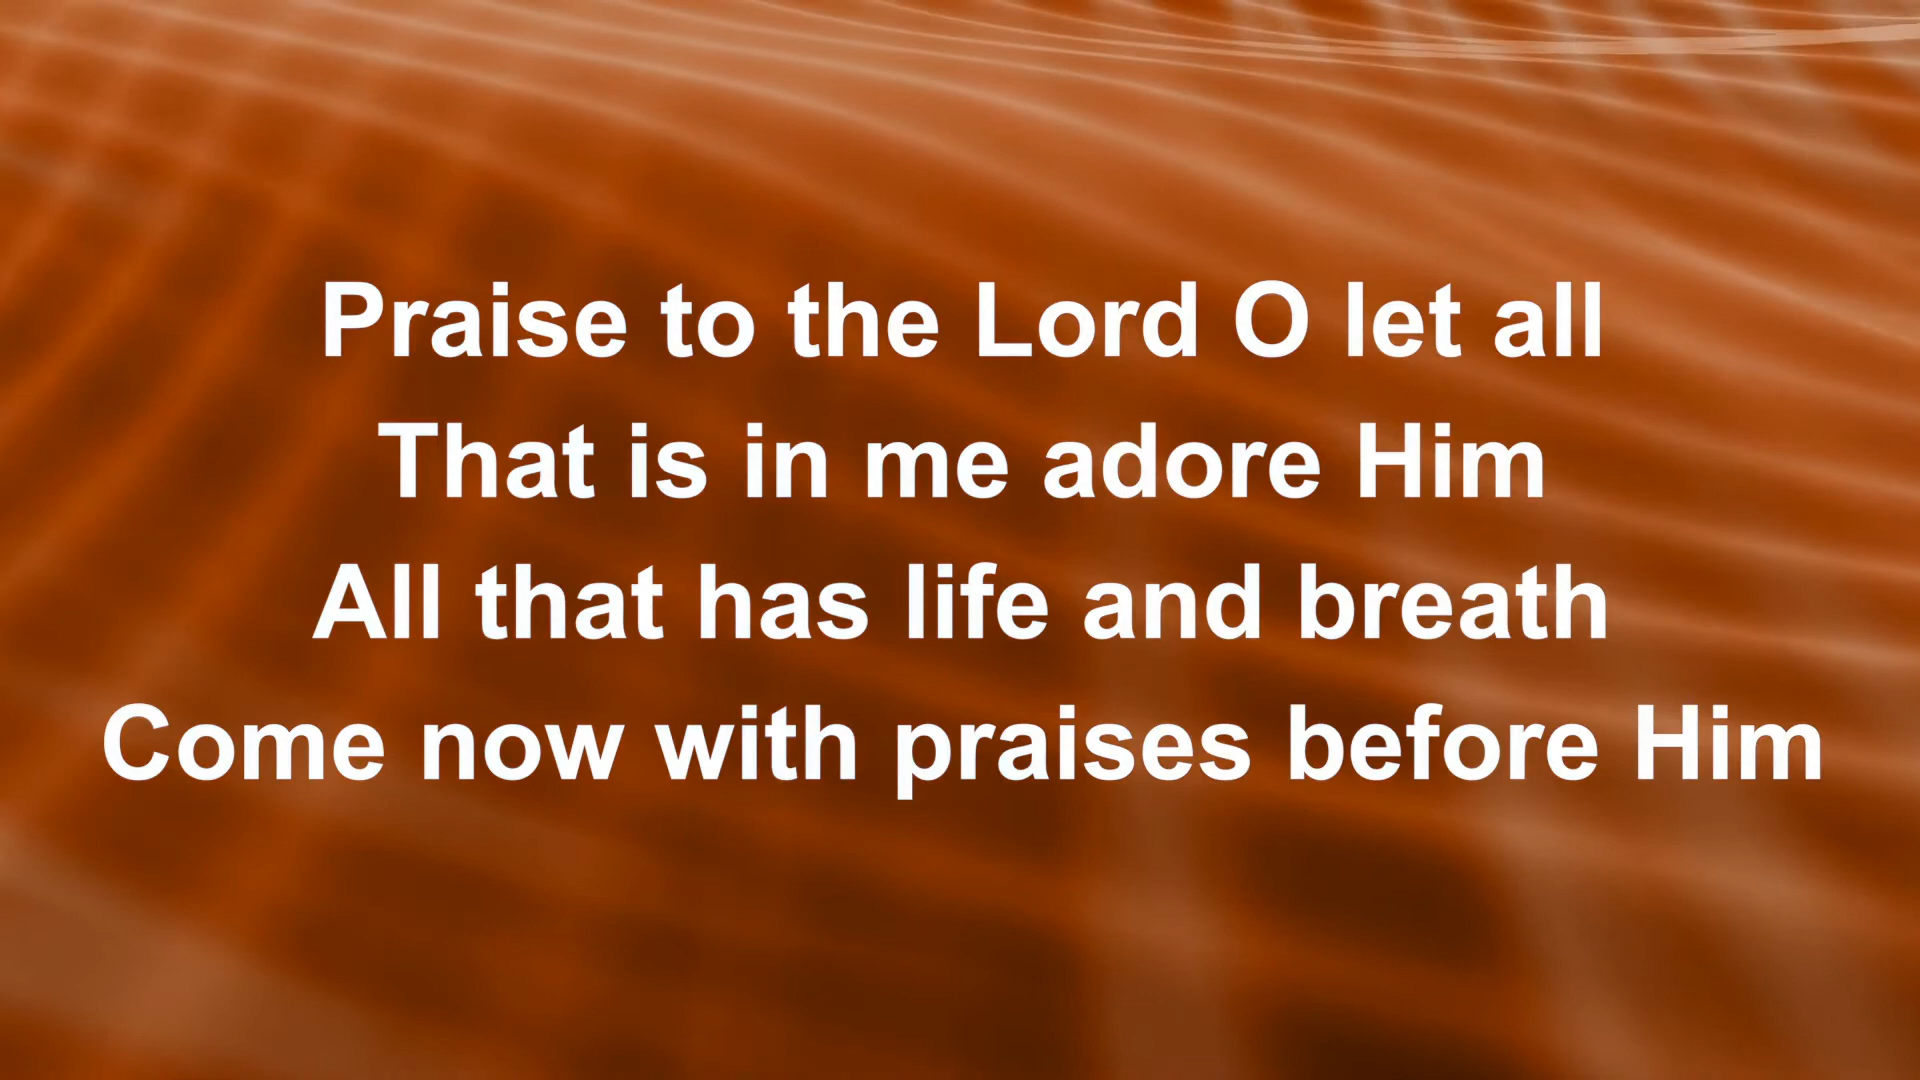 Praise to the Lord O let all
That is in me adore Him
All that has life and breath
Come now with praises before Him